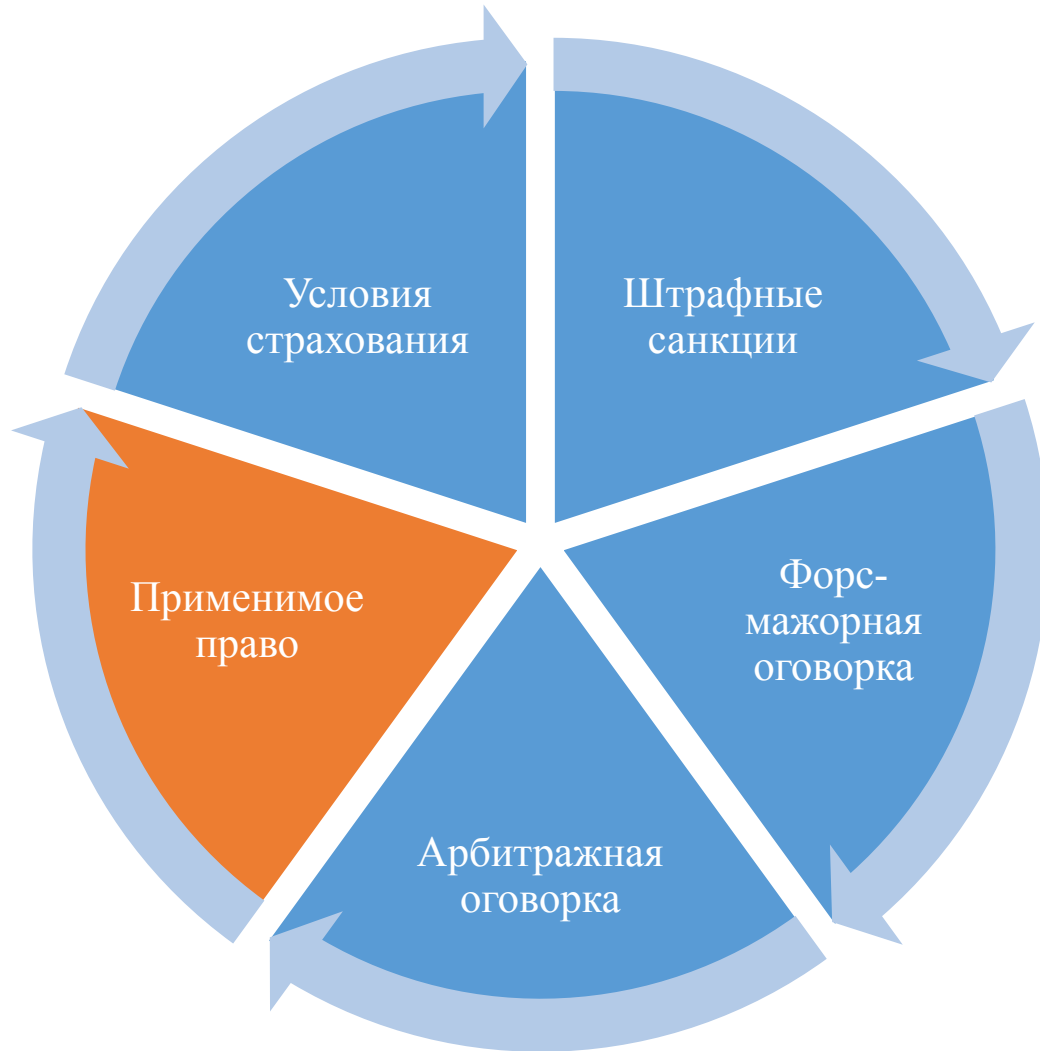 Условия
страхования
Штрафные
санкции
Форс-
мажорная
оговорка
Арбитражная
оговорка
Применимое
право